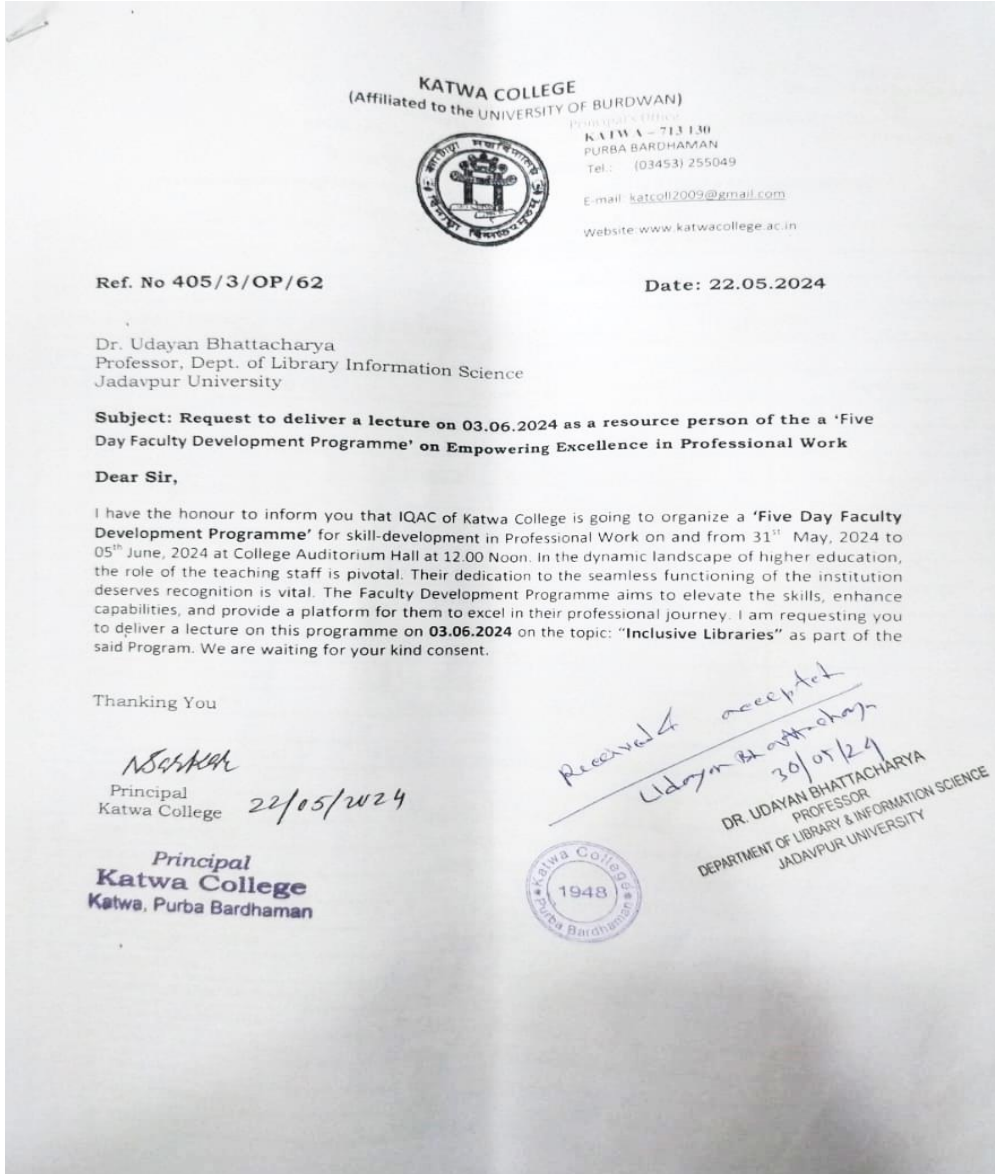 KATWA COLLEGE
(Affiliated to the UNIVERSITY OF BURDWAN)
Principal's Office
KATWA – 713 130
PURBA BARDHAMAN
Tel.: (03453) 255049
E-mail: katcoll2009@gmail.com
Website:www.katwacollege.ac.in
Ref. No 405/3/OP/62
Date: 22.05.2024
Dr. Udayan Bhattacharya
Professor, Dept. of Library Information Science
Jadavpur University
Subject: Request to deliver a lecture on 03.06.2024 as a resource person of the a ‘Five
Day Faculty Development Programme’ on Empowering Excellence in Professional Work
Dear Sir,
I have the honour to inform you that IQAC of Katwa College is going to organize a ‘Five Day Faculty
Development Programme’ for skill-development in Professional Work on and from 31st May, 2024 to
05th June, 2024 at College Auditorium Hall at 12.00 Noon. In the dynamic landscape of higher education,
the role of the teaching staff is pivotal. Their dedication to the seamless functioning of the institution
deserves recognition is vital. The Faculty Development Programme aims to elevate the skills, enhance
capabilities, and provide a platform for them to excel in their professional journey. I am requesting you
to deliver a lecture on this programme on 03.06.2024 on the topic: “Inclusive Libraries” as part of the
said Program. We are waiting for your kind consent.
Thanking You
Principal
Katwa College 22/05/2024
Principal
Katwa College
Katwa, Purba Bardhaman
Received & accepted
Udayan Bhattacharya
30/05/24
DR. UDAYAN BHATTACHARYA
PROFESSOR
DEPARTMENT OF LIBRARY & INFORMATION SCIENCE
JADAVPUR UNIVERSITY
Katwa College
1948
Purba Bardhaman